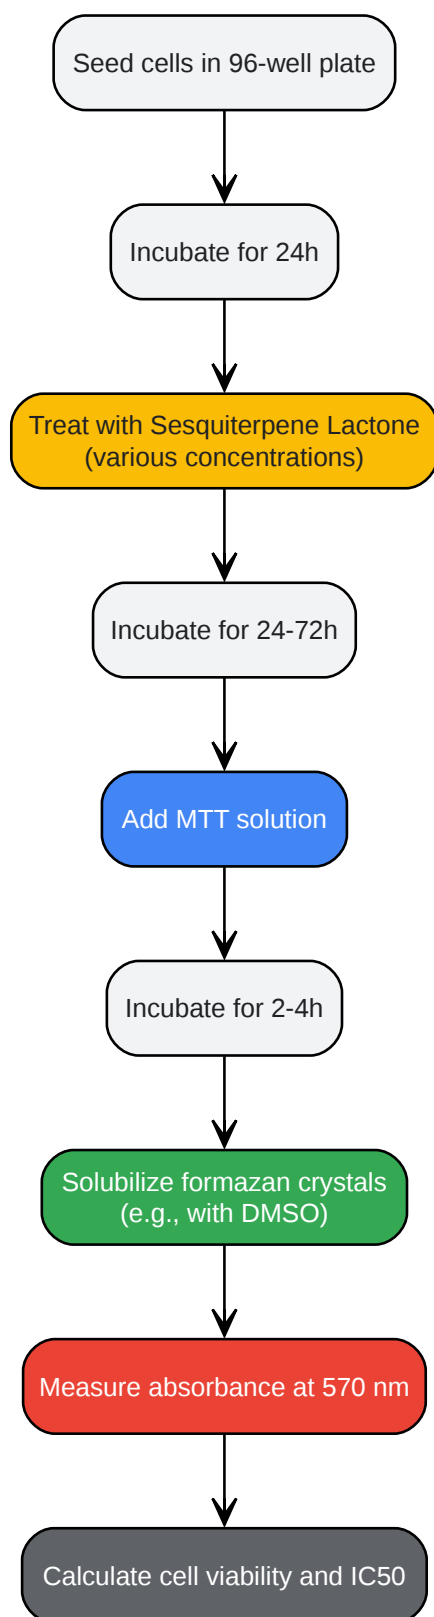 Seed cells in 96-well plate
Incubate for 24h
Treat with Sesquiterpene Lactone
(various concentrations)
Incubate for 24-72h
Add MTT solution
Incubate for 2-4h
Solubilize formazan crystals
(e.g., with DMSO)
Measure absorbance at 570 nm
Calculate cell viability and IC50